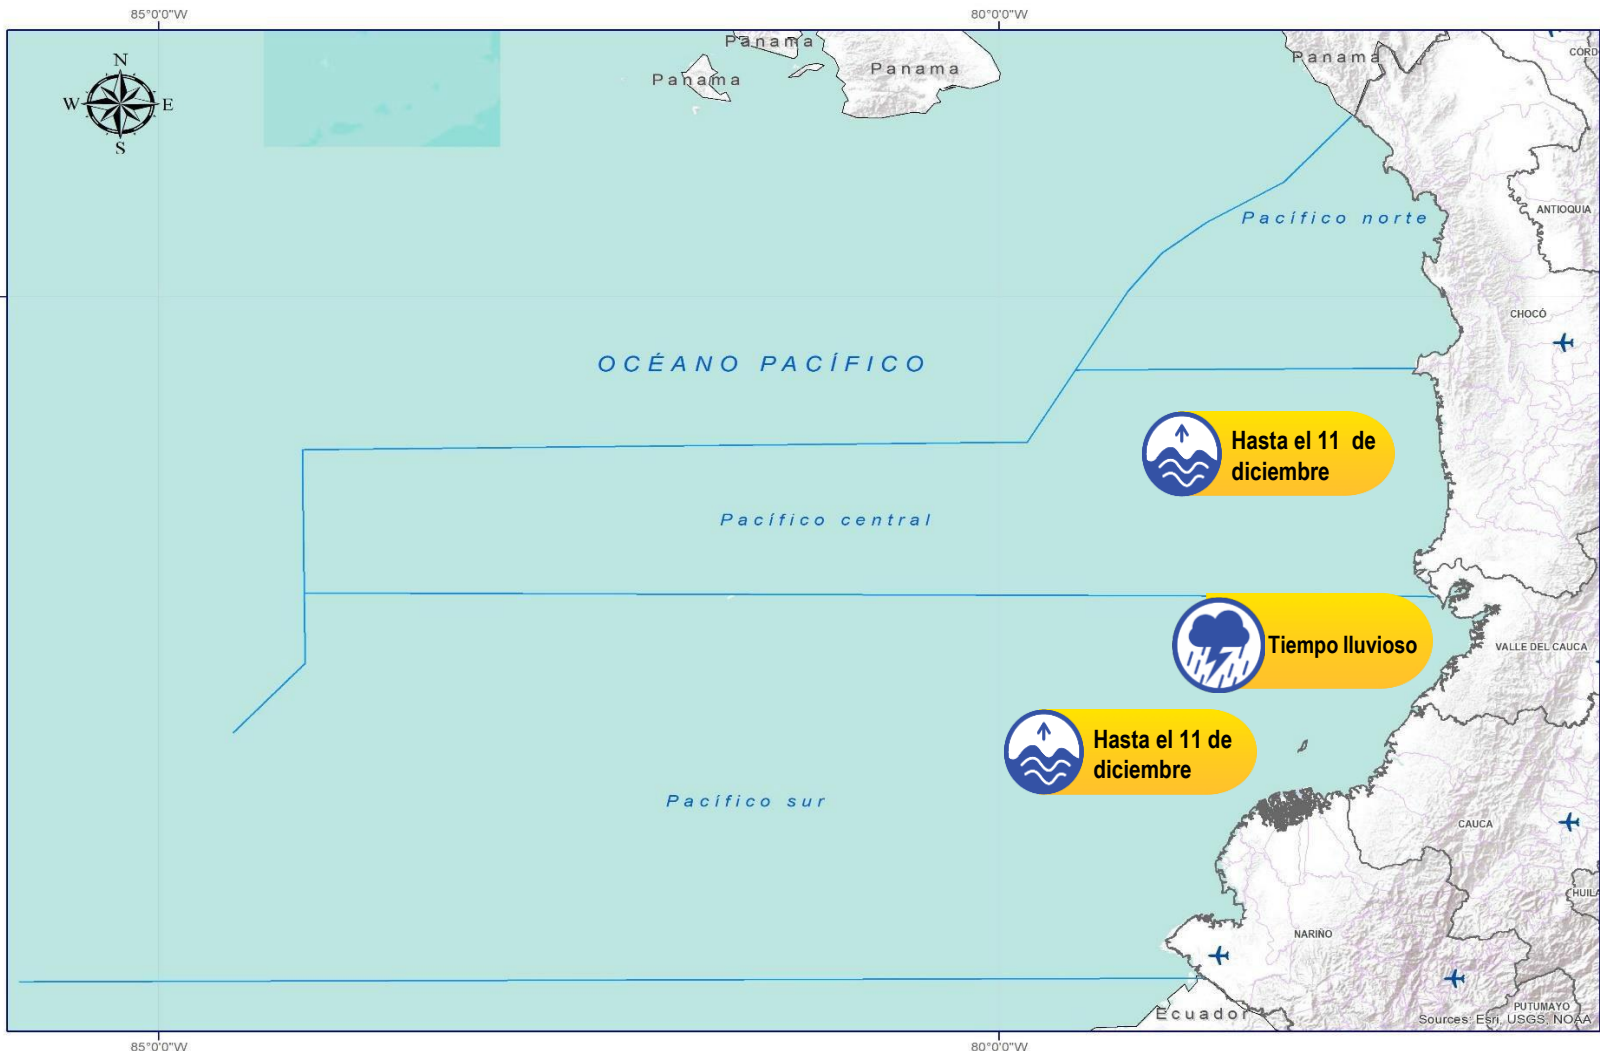 85°0'0"W
80°0'0"W
N
W
E
S
Panama
Panama
Panama
Panama
CÓRD
ANTIOQUIA
Pacífico norte
CHOCÓ
OCÉANO PACÍFICO
Hasta el 11 de
diciembre
Pacífico central
Tiempo lluvioso
VALLE DEL CAUCA
Hasta el 11 de
diciembre
Pacífico sur
CAUCA
HUILA
NARIÑO
PUTUMAYO
Ecuador
Sources: Esri, USGS, NOAA
85°0'0"W
80°0'0"W